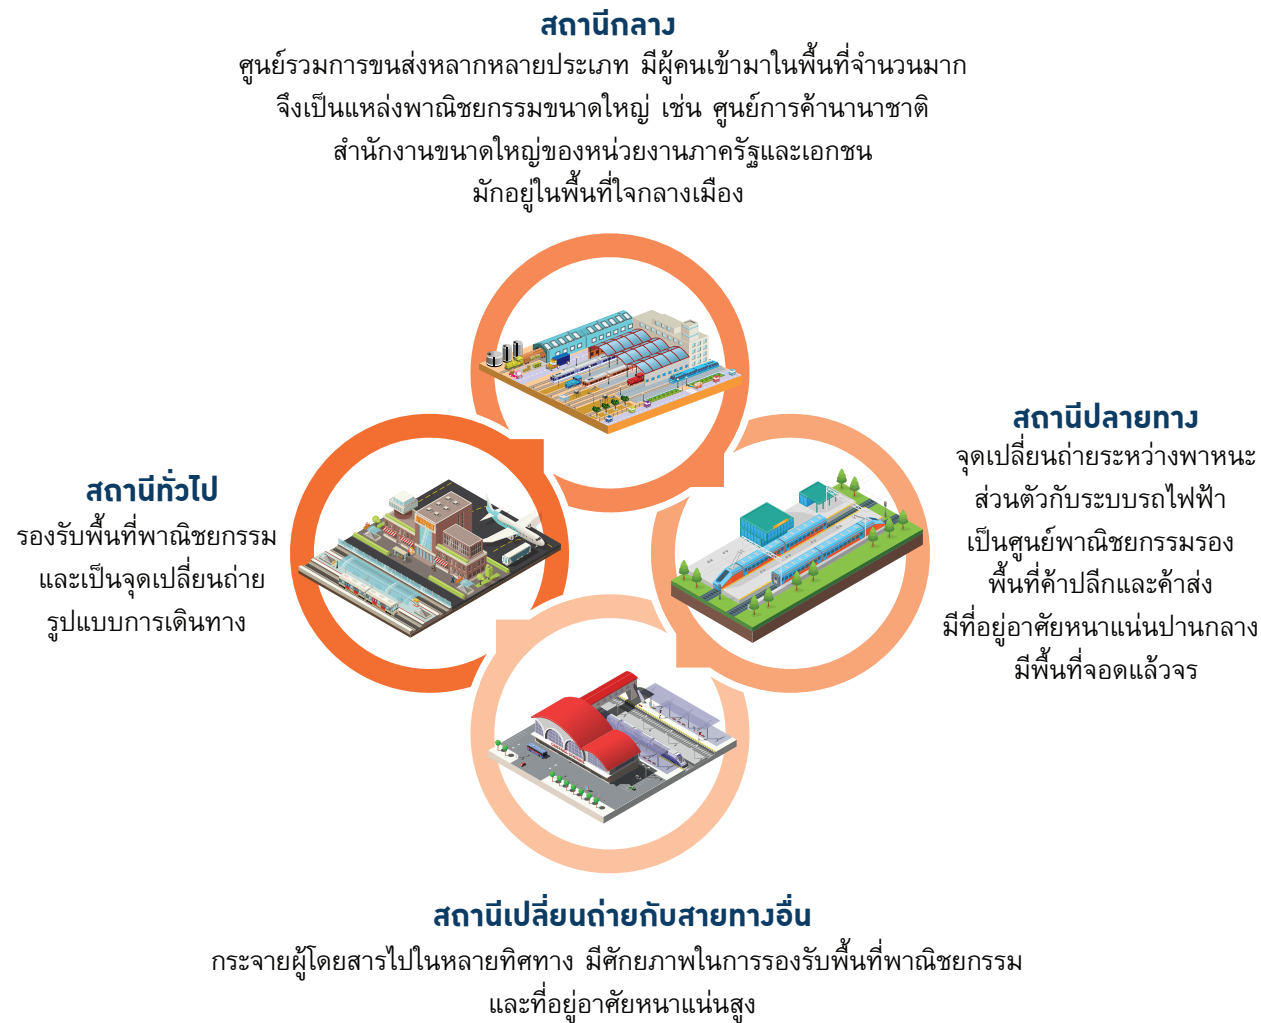 สถานีกลาง
ศูนย์รวมการขนส่งหลากหลายประเภท มีผู้คนเข้ามาในพื้นที่จำนวนมาก
จึงเป็นแหล่งพาณิชยกรรมขนาดใหญ่ เช่น ศูนย์การค้านานาชาติ
สำนักงานขนาดใหญ่ของหน่วยงานภาครัฐและเอกชน
มักอยู่ในพื้นที่ใจกลางเมือง
สถานีทั่วไป
รองรับพื้นที่พาณิชยกรรม
และเป็นจุดเปลี่ยนถ่าย
รูปแบบการเดินทาง
สถานีปลายทาง
จุดเปลี่ยนถ่ายระหว่างพาหนะ
ส่วนตัวกับระบบรถไฟฟ้า
เป็นศูนย์พาณิชยกรรมรอง
พื้นที่ค้าปลีกและค้าส่ง
มีที่อยู่อาศัยหนาแน่นปานกลาง
มีพื้นที่จอดแล้วจร
สถานีเปลี่ยนถ่ายกับสายทางอื่น
กระจายผู้โดยสารไปในหลายทิศทาง มีศักยภาพในการรองรับพื้นที่พาณิชยกรรม
และที่อยู่อาศัยหนาแน่นสูง